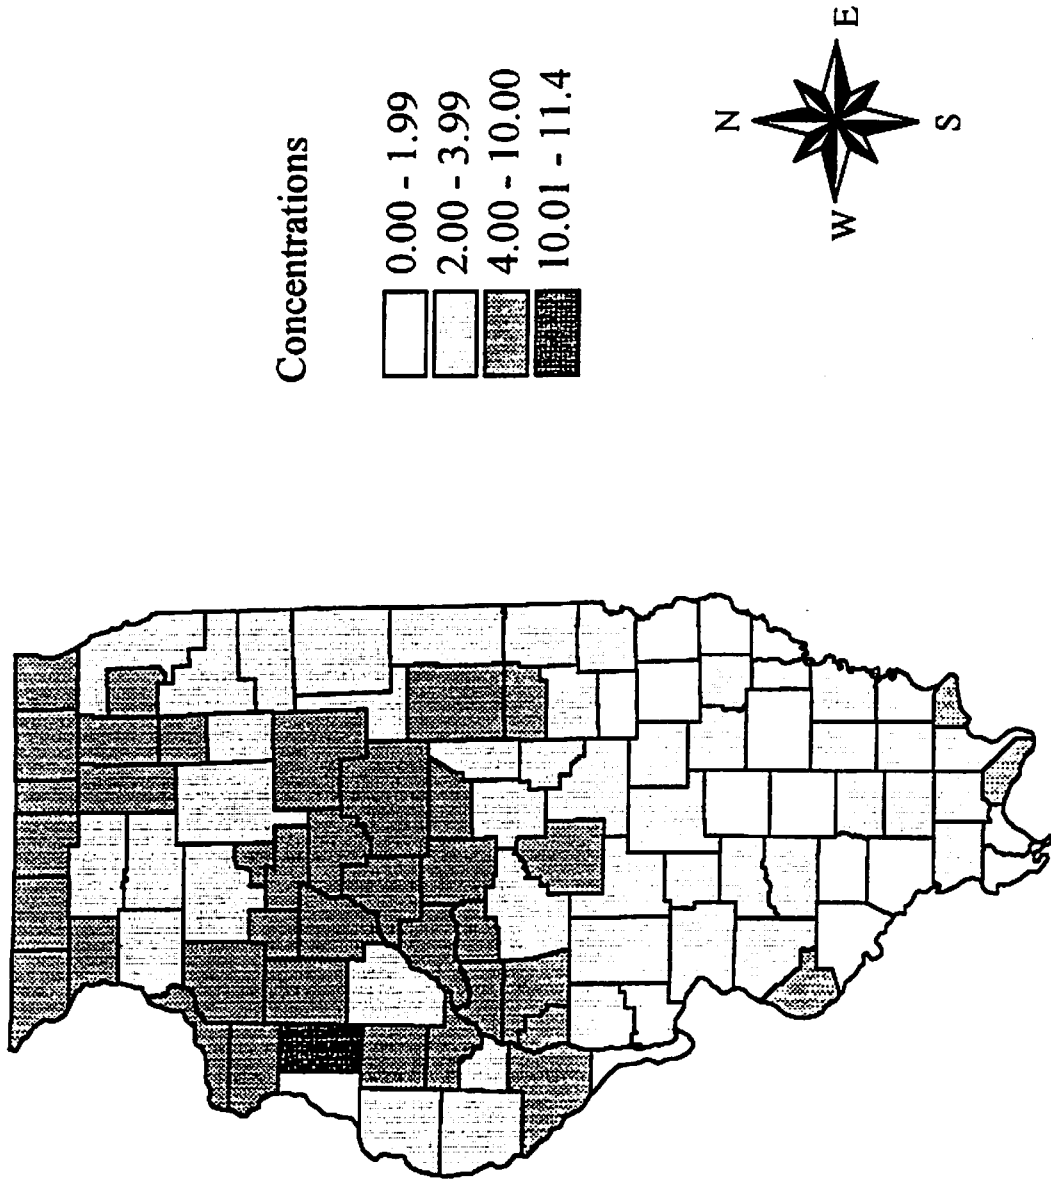 Concentrations
0.00 - 1.99
2.00 - 3.99
4.00 - 10.00
10.01 - 11.4
N
W
E
S